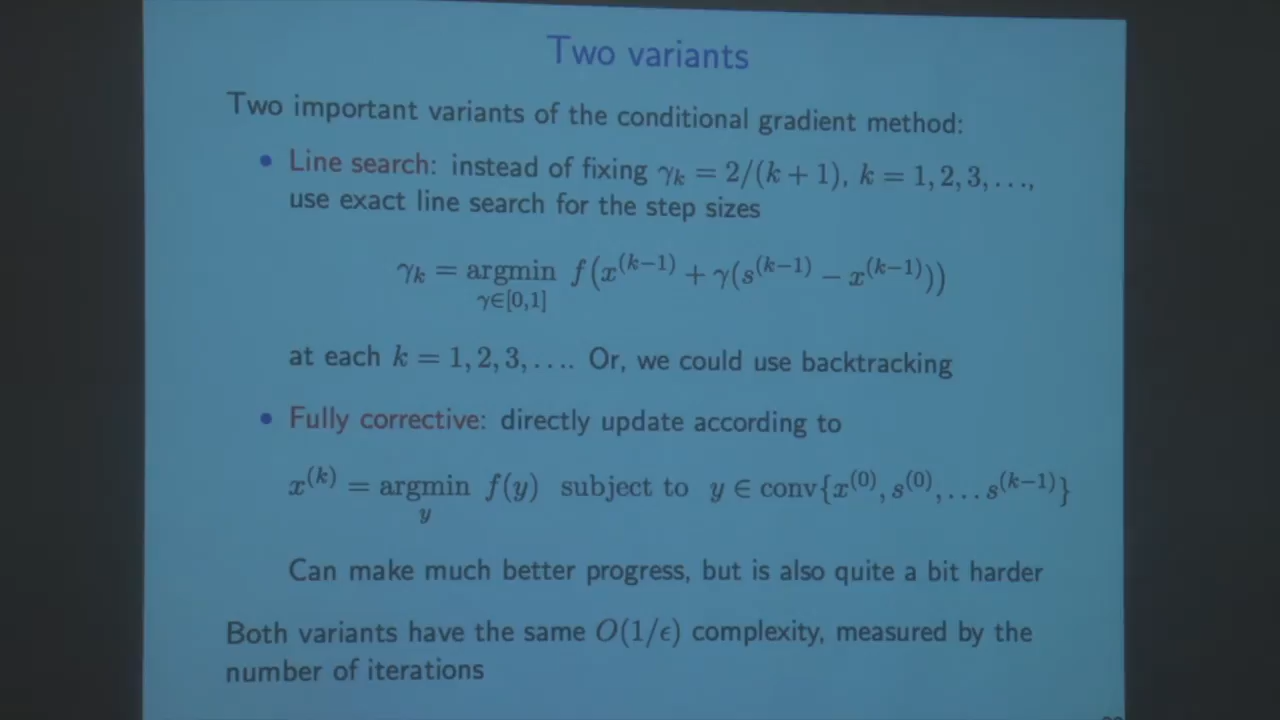 Two variants
Two important variants of the conditional gradient method:
• Line search: instead of fixing γₖ = 2/(k + 1), k = 1, 2, 3, . . .,
use exact line search for the step sizes
γₖ = argmin f(x^(k−1) + γ(s^(k−1) − x^(k−1)))
γ∈[0,1]
at each k = 1, 2, 3, . . .. Or, we could use backtracking
• Fully corrective: directly update according to
x^(k) = argmin f(y) subject to y ∈ conv{x^(0), s^(0), . . . s^(k−1)}
y
Can make much better progress, but is also quite a bit harder
Both variants have the same O(1/ϵ) complexity, measured by the
number of iterations